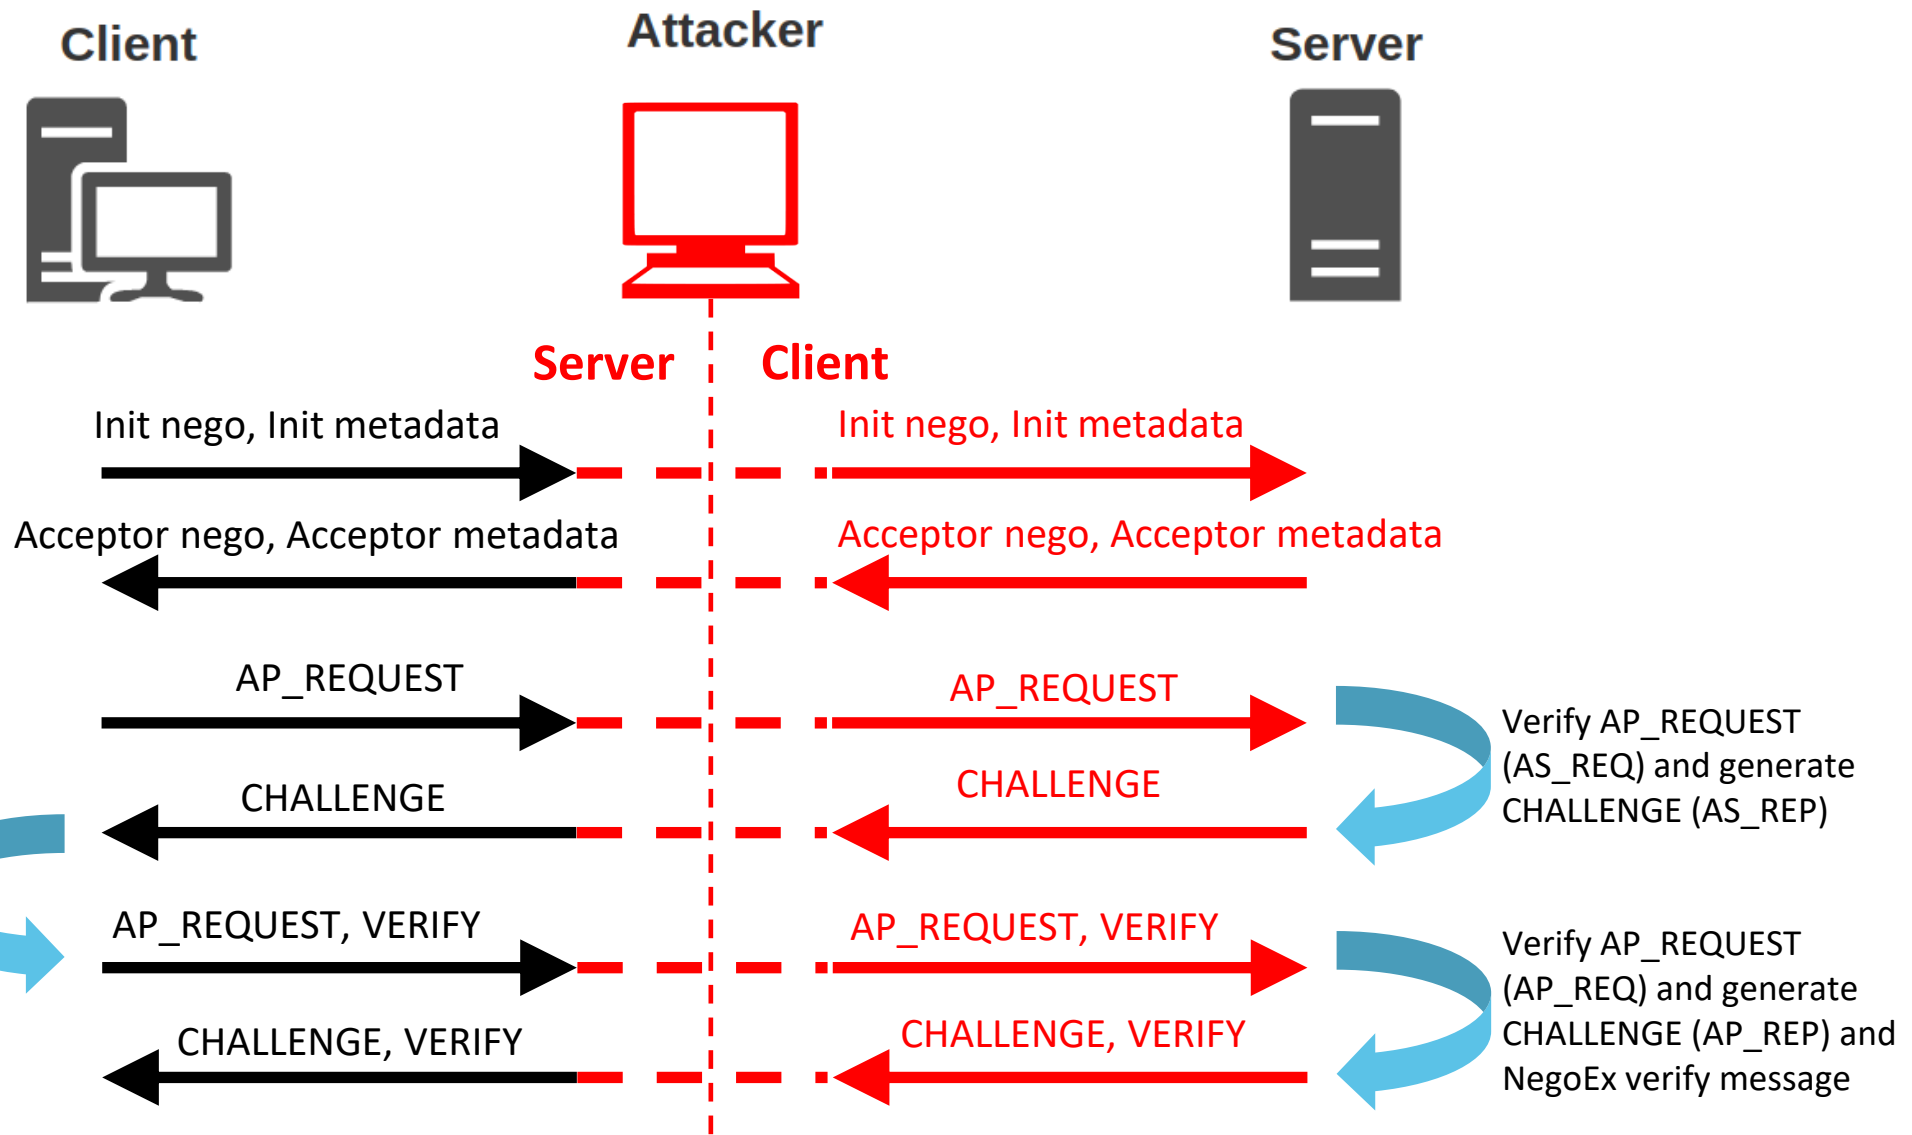 Client
Attacker
Server
Server
Client
Init nego, Init metadata
Init nego, Init metadata
Acceptor nego, Acceptor metadata
Acceptor nego, Acceptor metadata
AP_REQUEST
AP_REQUEST
Verify AP_REQUEST
(AS_REQ) and generate
CHALLENGE (AS_REP)
CHALLENGE
CHALLENGE
AP_REQUEST, VERIFY
AP_REQUEST, VERIFY
Verify AP_REQUEST
(AP_REQ) and generate
CHALLENGE (AP_REP) and
NegoEx verify message
CHALLENGE, VERIFY
CHALLENGE, VERIFY